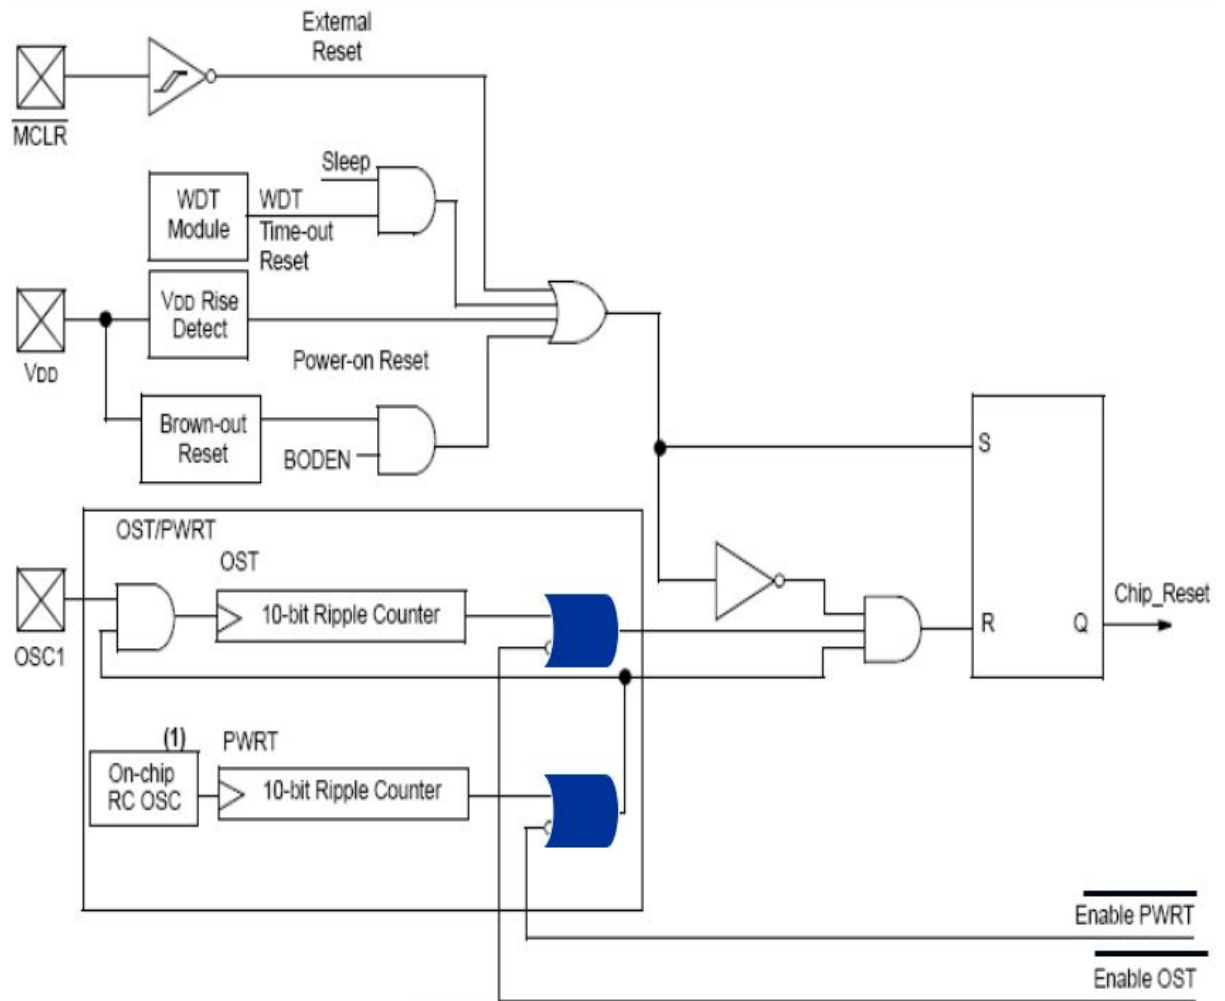 External
Reset
MCLR
Sleep
WDT
Module
WDT
Time-out
Reset
VDD Rise
Detect
VDD
Power-on Reset
Brown-out
Reset
BODEN
S
OST/PWRT
OST
10-bit Ripple Counter
OSC1
Chip_Reset
R
Q
(1)
PWRT
On-chip
RC OSC
10-bit Ripple Counter
Enable PWRT
Enable OST